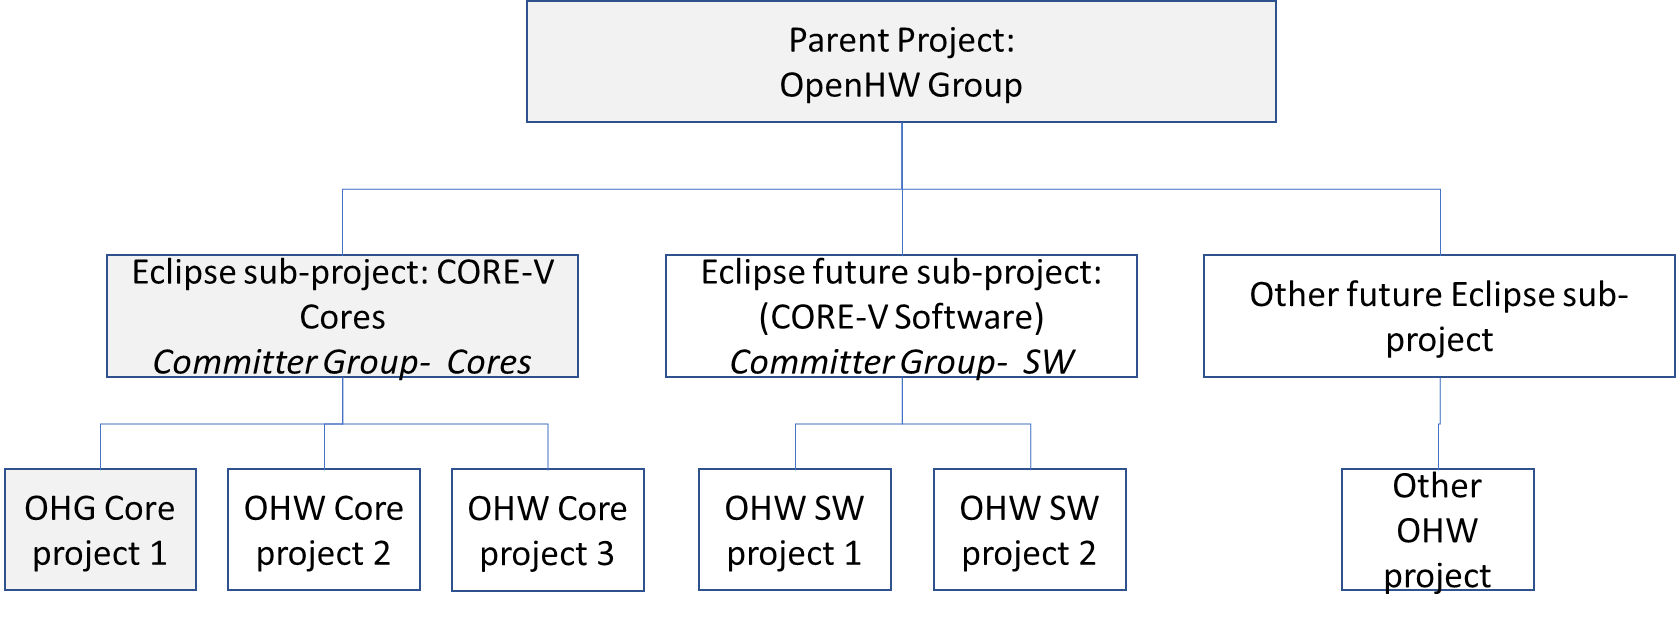 Parent Project:
OpenHW Group
Eclipse sub-project: CORE-V
Cores
Committer Group- Cores
Eclipse future sub-project:
(CORE-V Software)
Committer Group- SW
Other future Eclipse sub-
project
OHG Core
project 1
OHW Core
project 2
OHW Core
project 3
OHW SW
project 1
OHW SW
project 2
Other
OHW
project